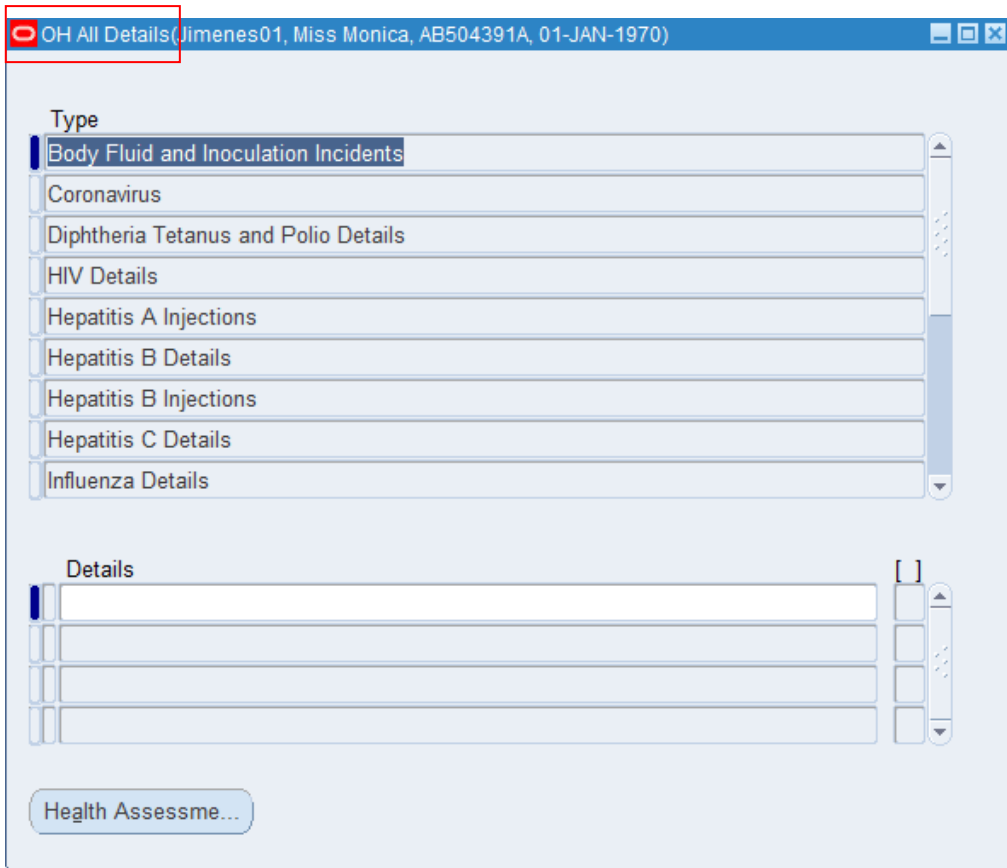 OH All Details(Jimenes01, Miss Monica, AB504391A, 01-JAN-1970)
Type
Body Fluid and Inoculation Incidents
Coronavirus
Diphtheria Tetanus and Polio Details
HIV Details
Hepatitis A Injections
Hepatitis B Details
Hepatitis B Injections
Hepatitis C Details
Influenza Details
Details [ ]
Health Assessme...